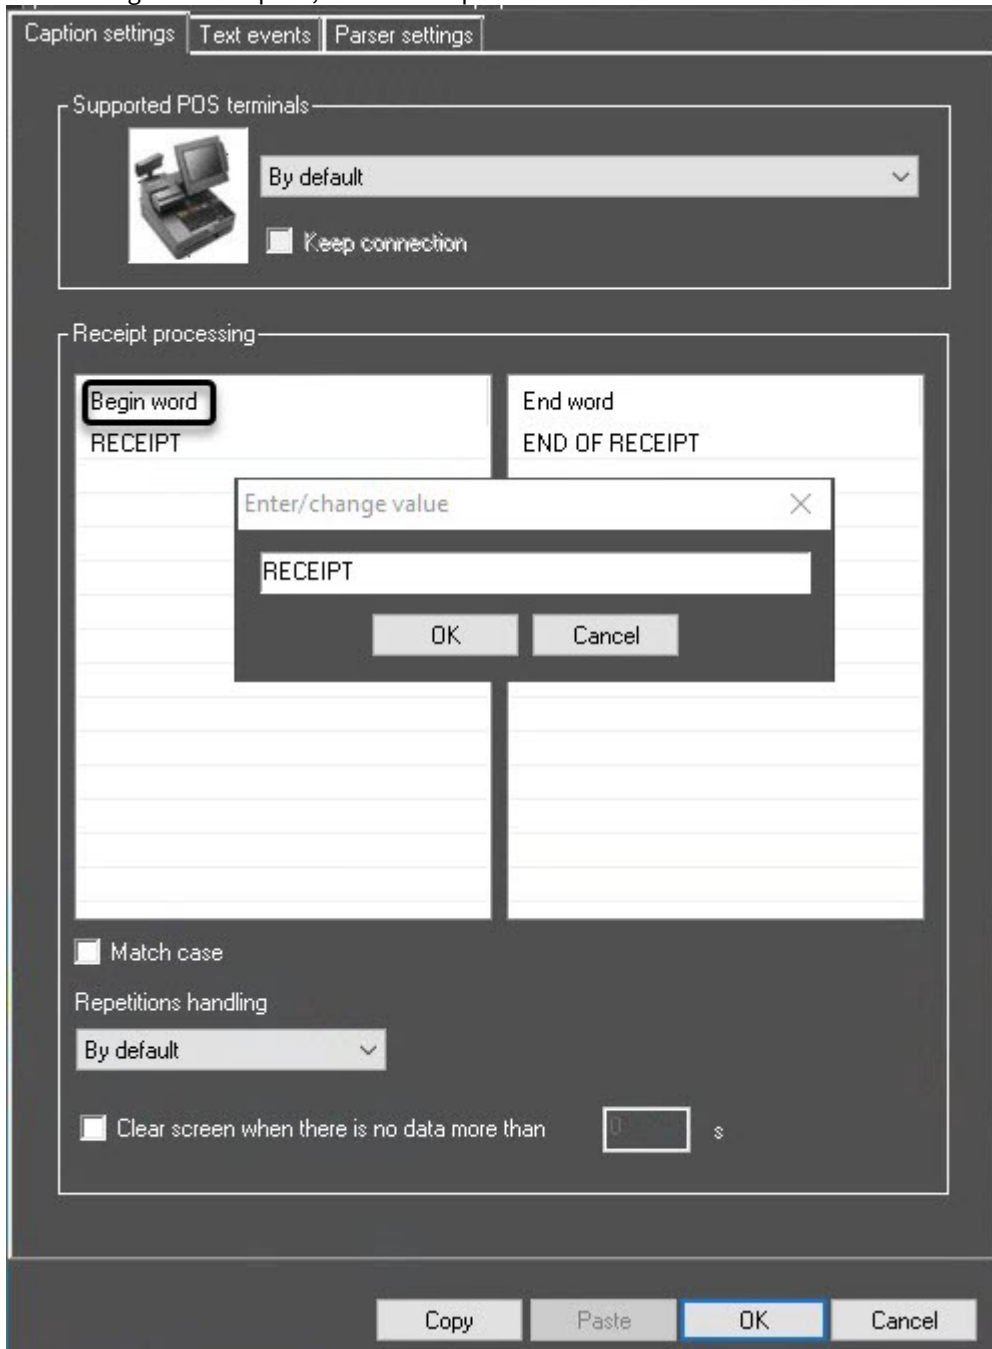 Caption settings Text events Parser settings
Supported POS terminals
By default
Keep connection
Receipt processing
Begin word End word
RECEIPT END OF RECEIPT
Enter/change value
RECEIPT
OK Cancel
Match case
Repetitions handling
By default
Clear screen when there is no data more than 0 s
Copy Paste OK Cancel